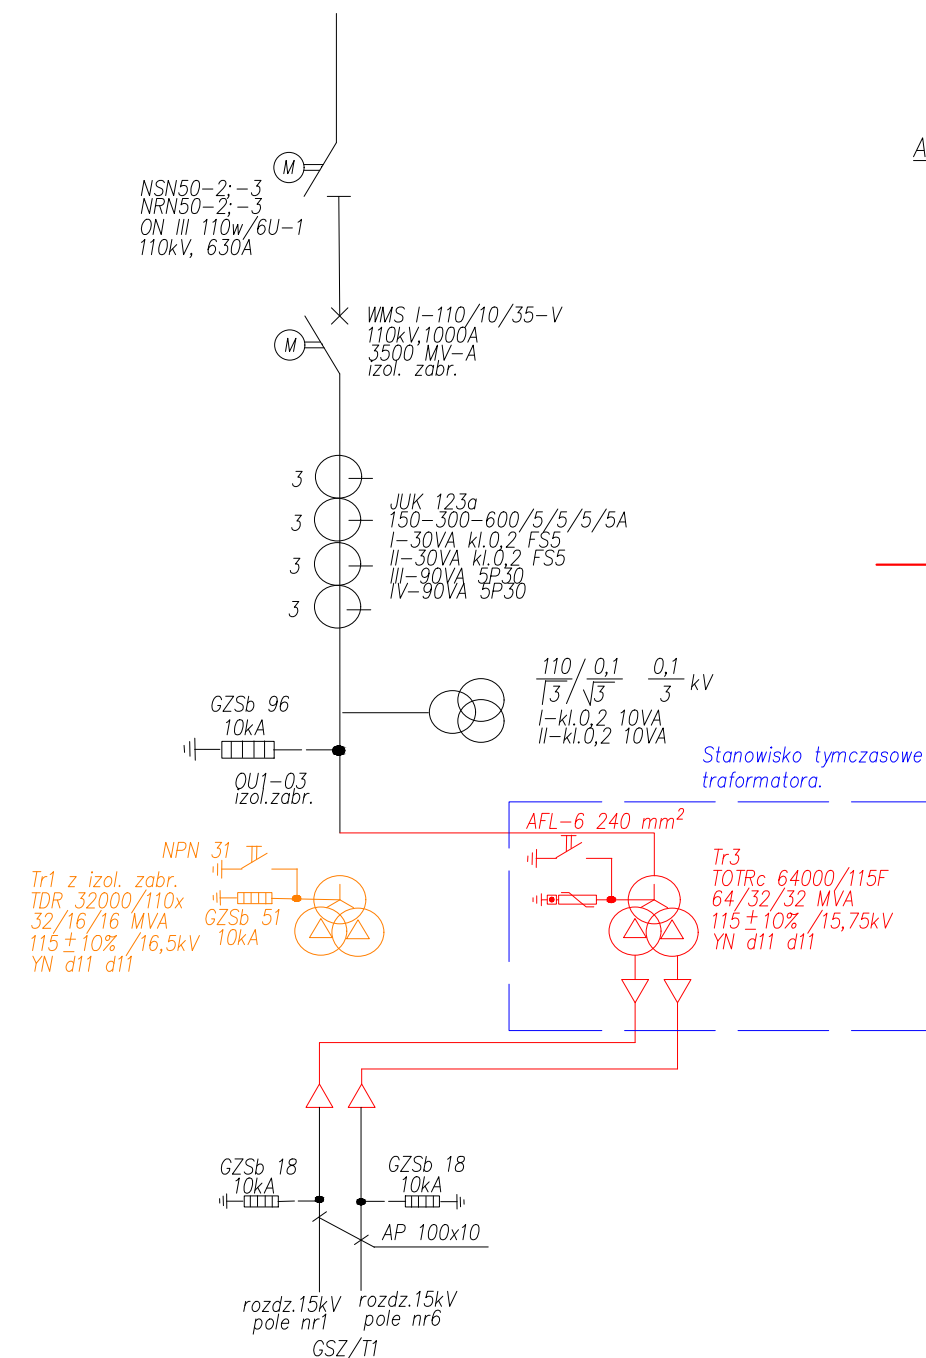 A
M
NSN50-2;-3
NRN50-2;-3
ON III 110w/6U-1
110kV, 630A
M
WMS I-110/10/35-V
110kV,1000A
3500 MV-A
izol. zabr.
3
3
3
3
JUK 123a
150-300-600/5/5/5/5A
I-30VA kl.0,2 FS5
II-30VA kl.0,2 FS5
III-90VA 5P30
IV-90VA 5P30
110/√3 / 0,1/√3 0,1/3 kV
I-kl.0,2 10VA
II-kl.0,2 10VA
GZSb 96
10kA
OU1-03
izol.zabr.
Stanowisko tymczasowe
traformatora.
AFL-6 240 mm²
NPN 31
Tr1 z izol. zabr.
TDR 32000/110x
32/16/16 MVA
115±10% /16,5kV
YN d11 d11
GZSb 51
10kA
Tr3
TOTRc 64000/115F
64/32/32 MVA
115±10% /15,75kV
YN d11 d11
GZSb 18
10kA
GZSb 18
10kA
AP 100x10
rozdz.15kV
pole nr1
rozdz.15kV
pole nr6
GSZ/T1